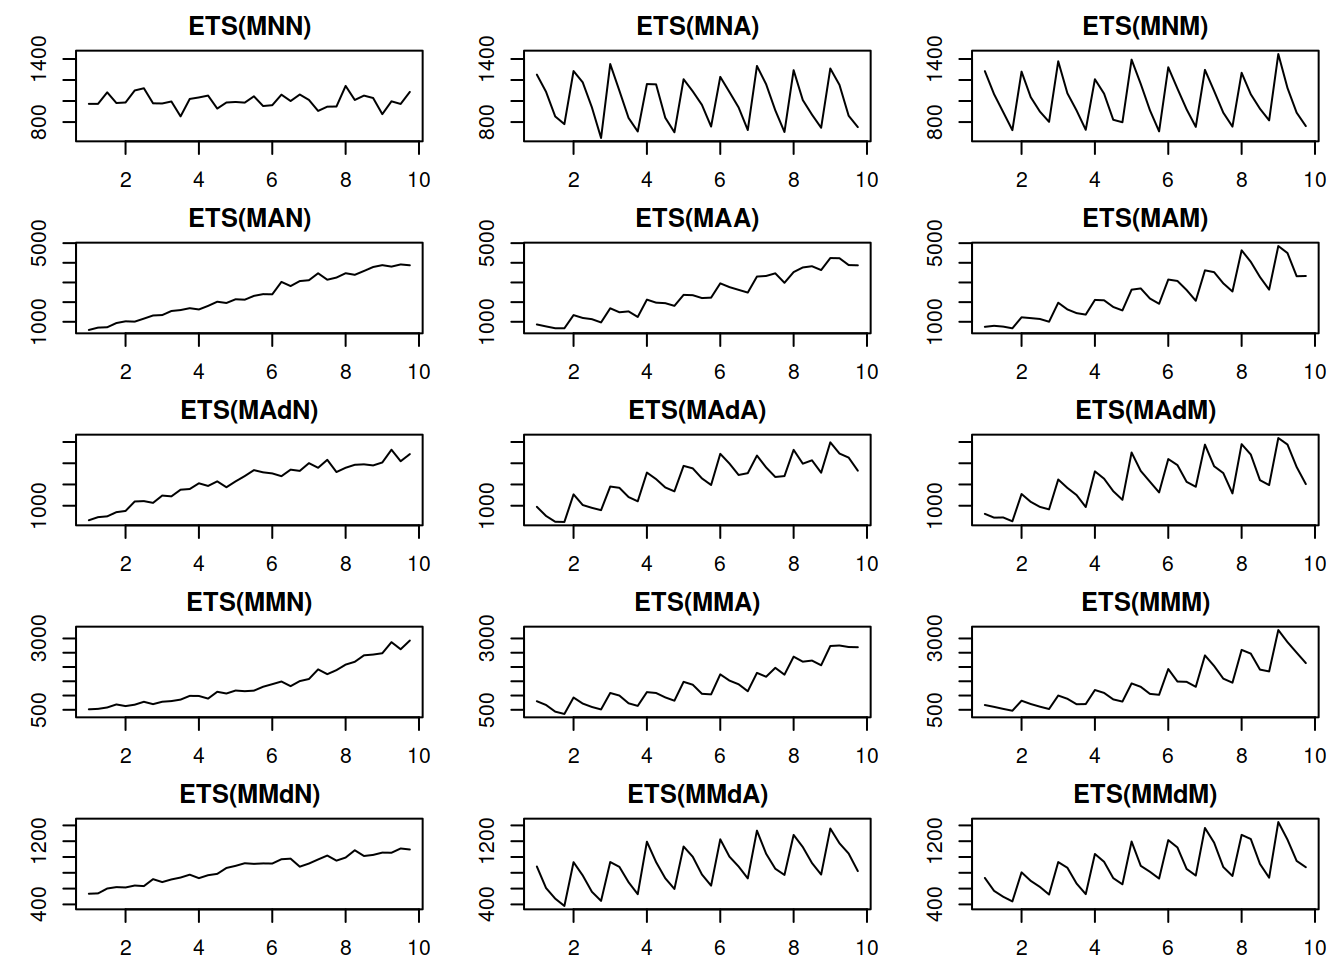 ETS(MNN) ETS(MNA) ETS(MNM)
1400
800
2 4 6 8 10 2 4 6 8 10 2 4 6 8 10
ETS(MAN) ETS(MAA) ETS(MAM)
5000 5000 5000
1000 1000 1000
2 4 6 8 10 2 4 6 8 10 2 4 6 8 10
ETS(MAdN) ETS(MAdA) ETS(MAdM)
1000 1000 1000
2 4 6 8 10 2 4 6 8 10 2 4 6 8 10
ETS(MMN) ETS(MMA) ETS(MMM)
3000 3000 3000
500 500 500
2 4 6 8 10 2 4 6 8 10 2 4 6 8 10
ETS(MMdN) ETS(MMdA) ETS(MMdM)
1200 1200 1200
400 400 400
2 4 6 8 10 2 4 6 8 10 2 4 6 8 10